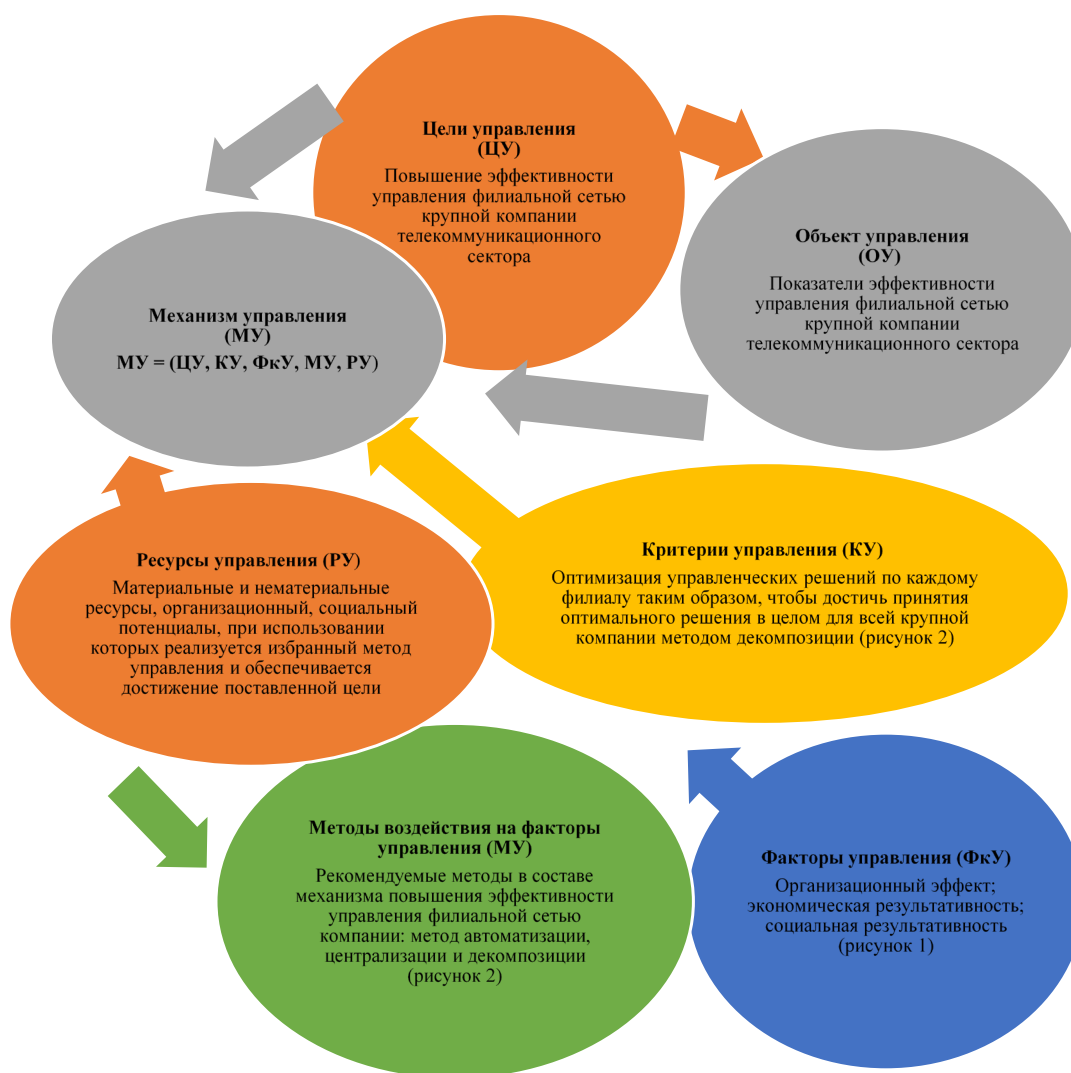 Цели управления
(ЦУ)
Повышение эффективности
управления филиальной сетью
крупной компании
телекоммуникационного
сектора
Объект управления
(ОУ)
Показатели эффективности
управления филиальной сетью
крупной компании
телекоммуникационного сектора
Механизм управления
(МУ)
МУ = (ЦУ, КУ, ФкУ, МУ, РУ)
Критерии управления (КУ)
Оптимизация управленческих решений по каждому
филиалу таким образом, чтобы достичь принятия
оптимального решения в целом для всей крупной
компании методом декомпозиции (рисунок 2)
Ресурсы управления (РУ)
Материальные и нематериальные
ресурсы, организационный, социальный
потенциалы, при использовании
которых реализуется избранный метод
управления и обеспечивается
достижение поставленной цели
Методы воздействия на факторы
управления (МУ)
Рекомендуемые методы в составе
механизма повышения эффективности
управления филиальной сетью
компании: метод автоматизации,
централизации и декомпозиции
(рисунок 2)
Факторы управления (ФкУ)
Организационный эффект;
экономическая результативность;
социальная результативность
(рисунок 1)